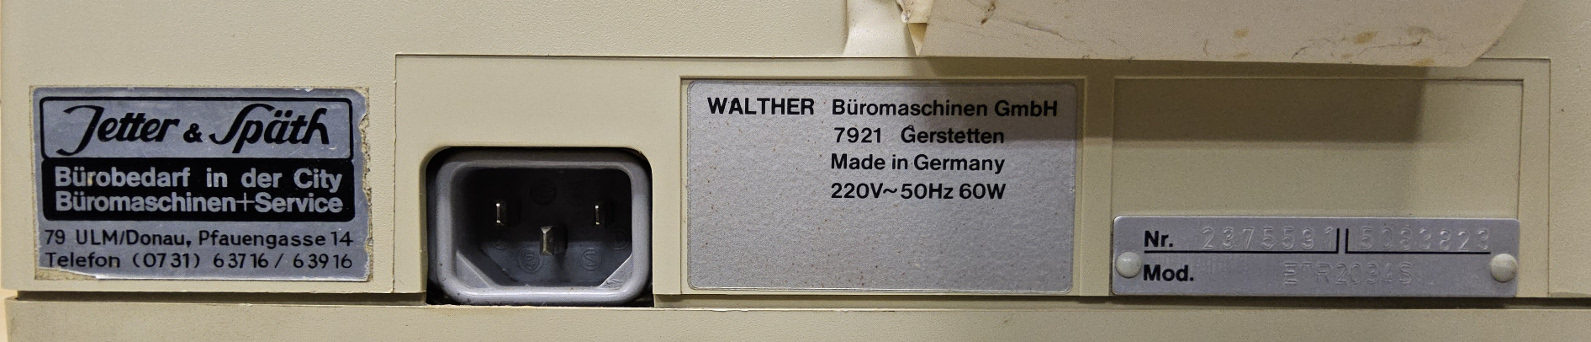 Jetter & Späth
Bürobedarf in der City
Büromaschinen+Service
79 ULM/Donau, Pfauengasse 14
Telefon (0731) 63716 / 63916
WALTHER Büromaschinen GmbH
7921 Gerstetten
Made in Germany
220V~50Hz 60W
Nr.
Mod.